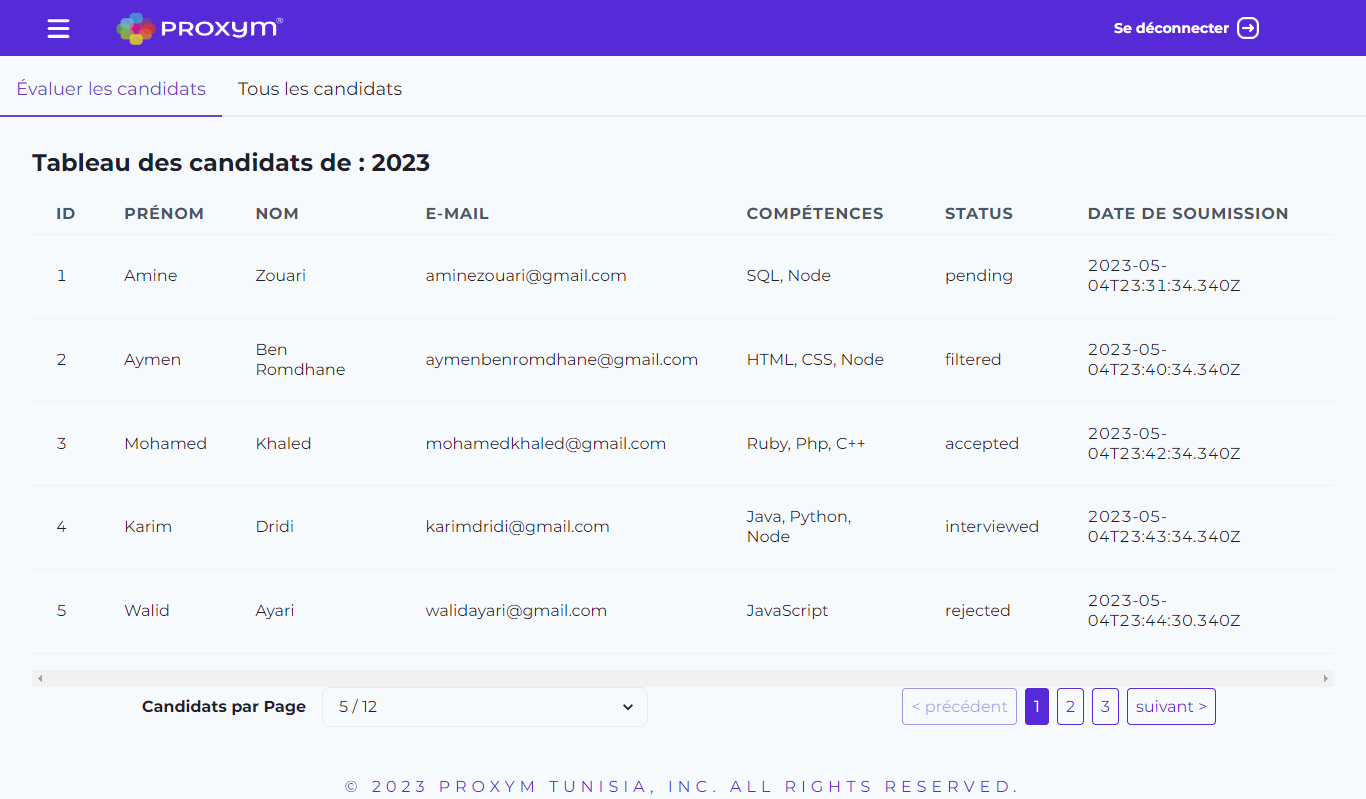 PROXYM®
Se déconnecter
Évaluer les candidats Tous les candidats
Tableau des candidats de : 2023
ID PRÉNOM NOM E-MAIL COMPÉTENCES STATUS DATE DE SOUMISSION
1 Amine Zouari aminezouari@gmail.com SQL, Node pending 2023-05-
04T23:31:34.340Z
2 Aymen Ben
Romdhane aymenbenromdhane@gmail.com HTML, CSS, Node filtered 2023-05-
04T23:40:34.340Z
3 Mohamed Khaled mohamedkhaled@gmail.com Ruby, Php, C++ accepted 2023-05-
04T23:42:34.340Z
4 Karim Dridi karimdridi@gmail.com Java, Python,
Node interviewed 2023-05-
04T23:43:34.340Z
5 Walid Ayari walidayari@gmail.com JavaScript rejected 2023-05-
04T23:44:30.340Z
Candidats par Page 5 / 12 < précédent 1 2 3 suivant >
© 2023 PROXYM TUNISIA, INC. ALL RIGHTS RESERVED.